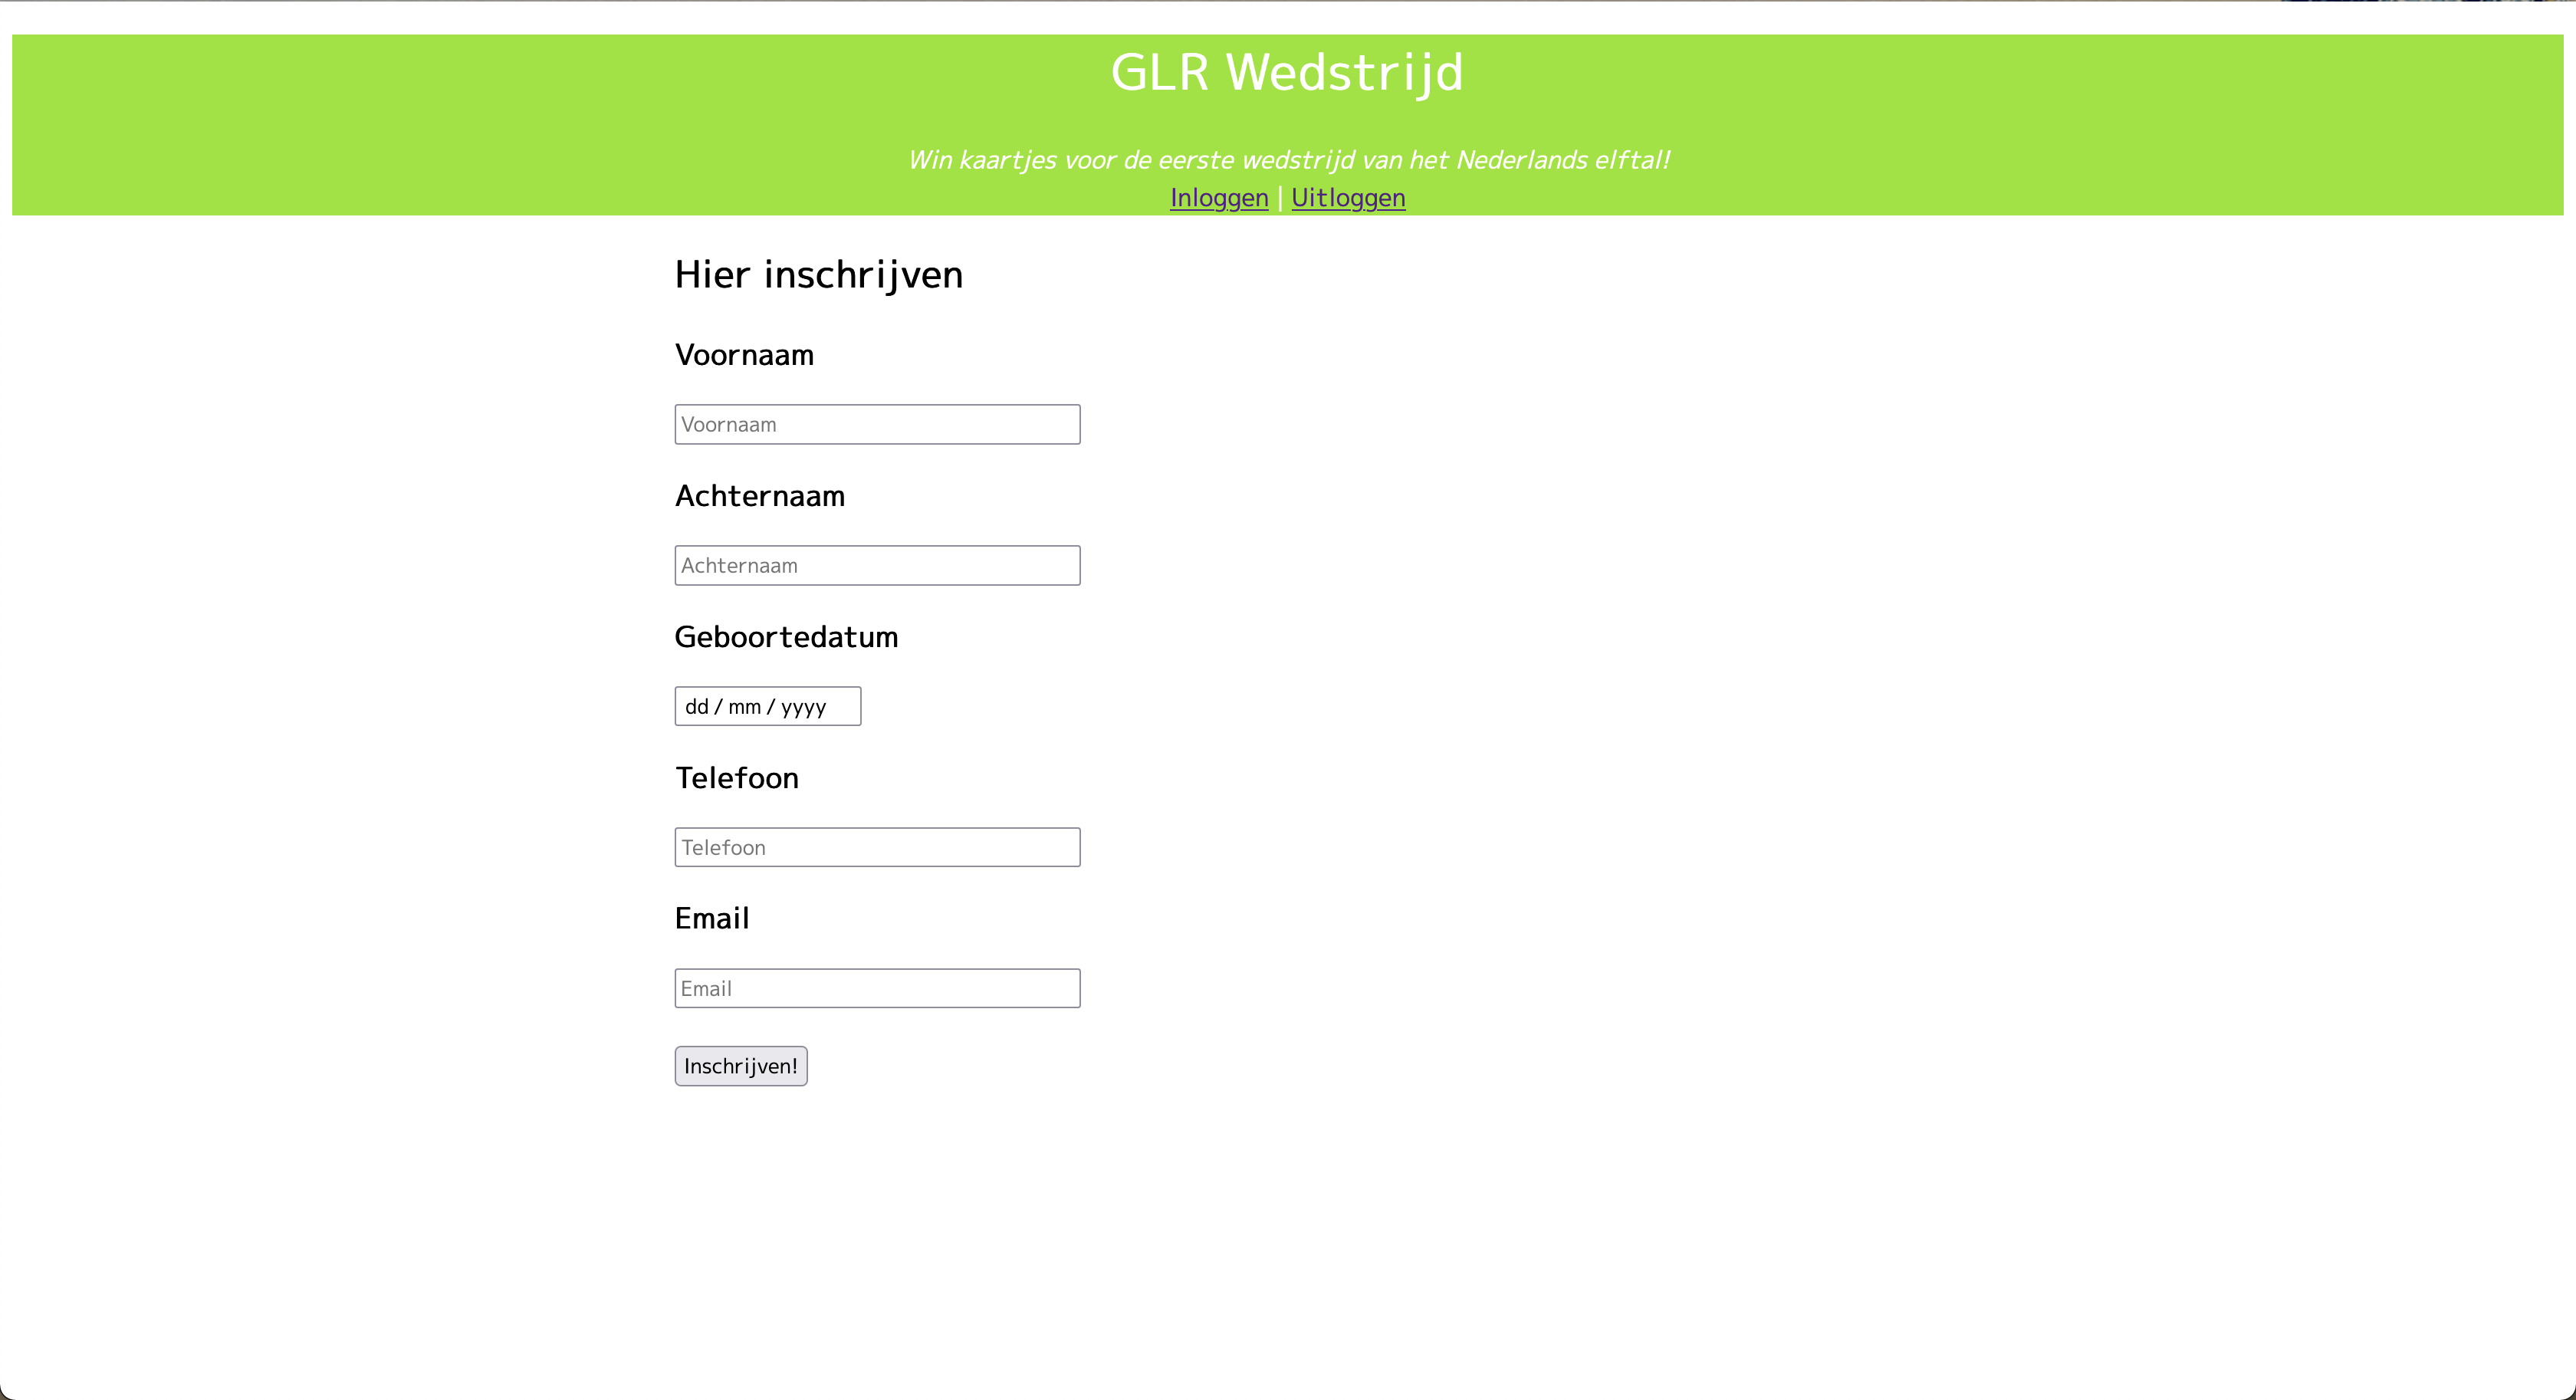 GLR Wedstrijd
Win kaartjes voor de eerste wedstrijd van het Nederlands elftal!
Inloggen | Uitloggen
Hier inschrijven
Voornaam
Voornaam
Achternaam
Achternaam
Geboortedatum
dd / mm / yyyy
Telefoon
Telefoon
Email
Email
Inschrijven!